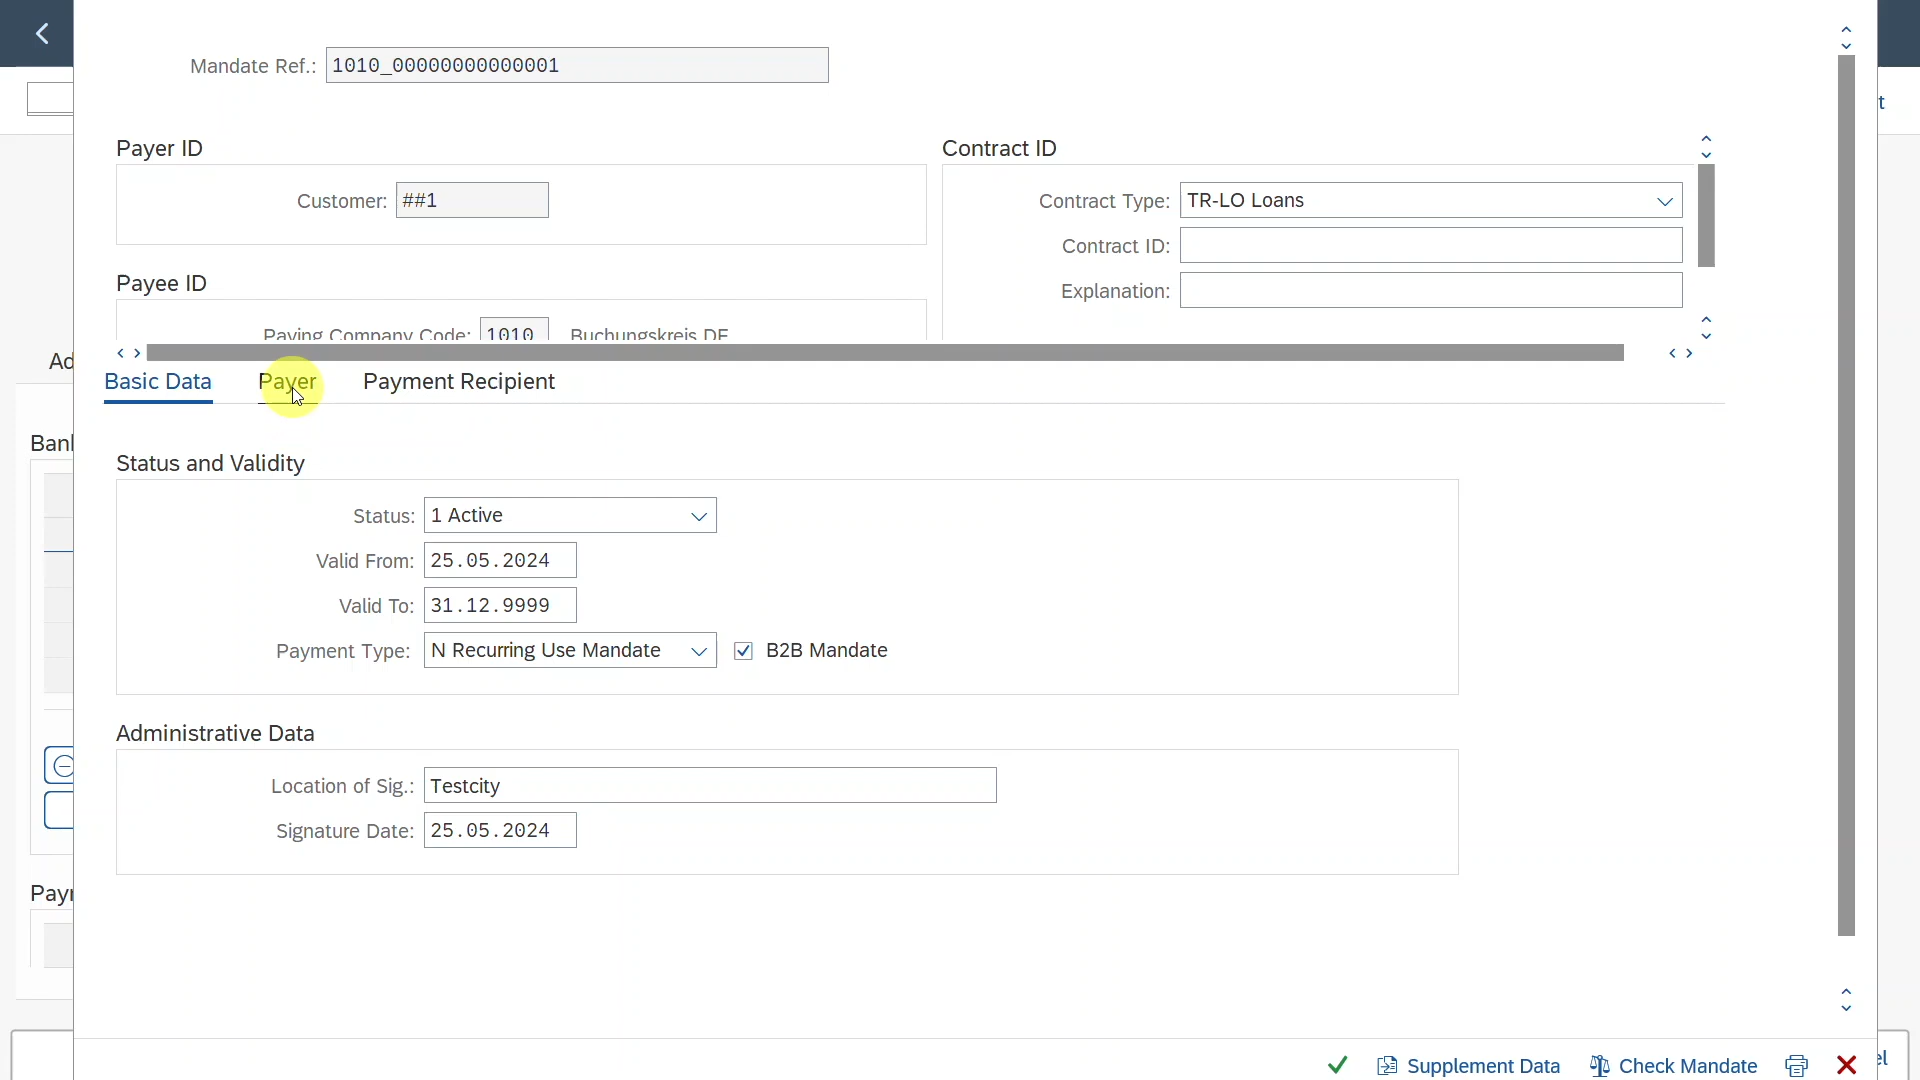 Mandate Ref.: 1010_00000000000001
Payer ID
Customer: ##1
Contract ID
Contract Type: TR-LO Loans
Contract ID:
Explanation:
Payee ID
Paying Company Code: 1010 Buchungskreis DE
Basic Data Payer Payment Recipient
Status and Validity
Status: 1 Active
Valid From: 25.05.2024
Valid To: 31.12.9999
Payment Type: N Recurring Use Mandate B2B Mandate
Administrative Data
Location of Sig.: Testcity
Signature Date: 25.05.2024
Supplement Data Check Mandate